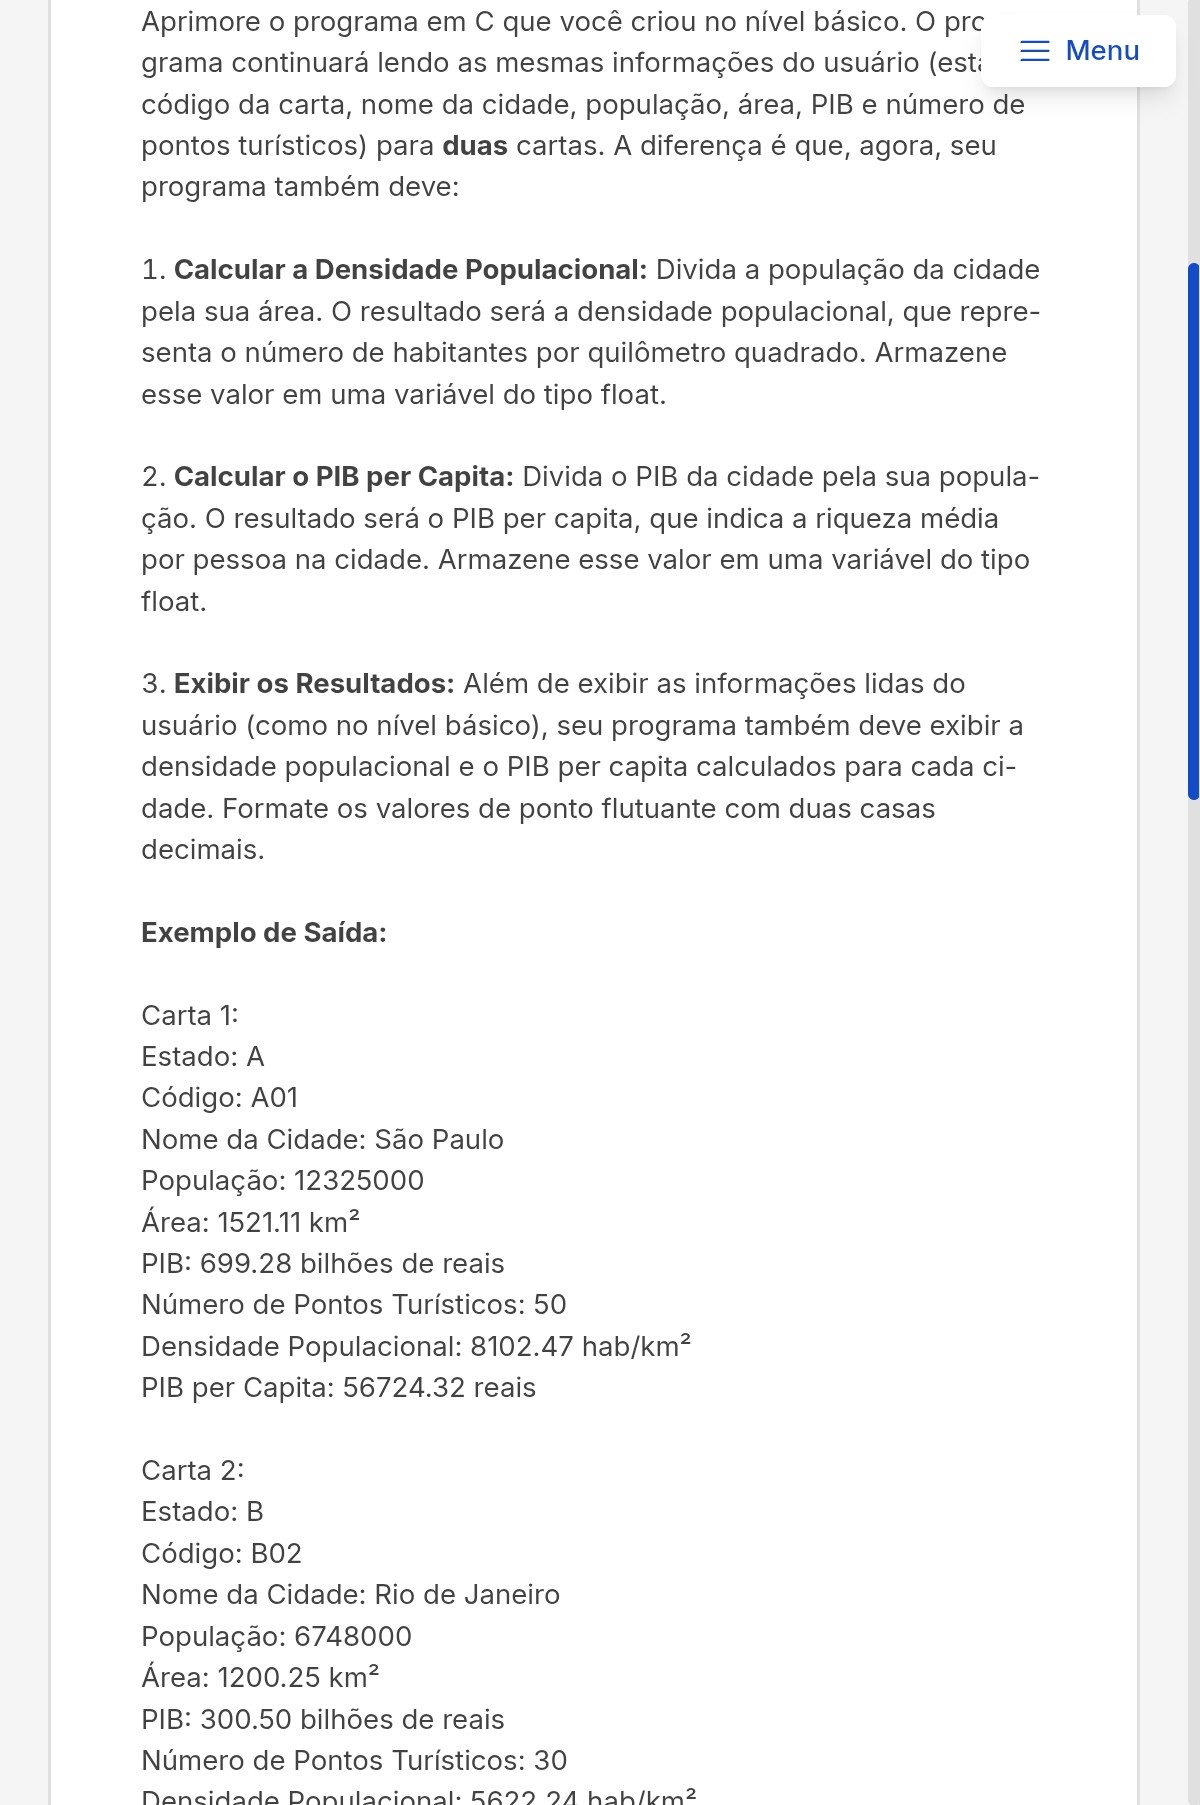 Aprimore o programa em C que você criou no nível básico. O pro
Menu
grama continuará lendo as mesmas informações do usuário (esta
código da carta, nome da cidade, população, área, PIB e número de
pontos turísticos) para duas cartas. A diferença é que, agora, seu
programa também deve:
1. Calcular a Densidade Populacional: Divida a população da cidade
pela sua área. O resultado será a densidade populacional, que repre-
senta o número de habitantes por quilômetro quadrado. Armazene
esse valor em uma variável do tipo float.
2. Calcular o PIB per Capita: Divida o PIB da cidade pela sua popula-
ção. O resultado será o PIB per capita, que indica a riqueza média
por pessoa na cidade. Armazene esse valor em uma variável do tipo
float.
3. Exibir os Resultados: Além de exibir as informações lidas do
usuário (como no nível básico), seu programa também deve exibir a
densidade populacional e o PIB per capita calculados para cada ci-
dade. Formate os valores de ponto flutuante com duas casas
decimais.
Exemplo de Saída:
Carta 1:
Estado: A
Código: A01
Nome da Cidade: São Paulo
População: 12325000
Área: 1521.11 km²
PIB: 699.28 bilhões de reais
Número de Pontos Turísticos: 50
Densidade Populacional: 8102.47 hab/km²
PIB per Capita: 56724.32 reais
Carta 2:
Estado: B
Código: B02
Nome da Cidade: Rio de Janeiro
População: 6748000
Área: 1200.25 km²
PIB: 300.50 bilhões de reais
Número de Pontos Turísticos: 30
Densidade Populacional: 5622.24 hab/km²